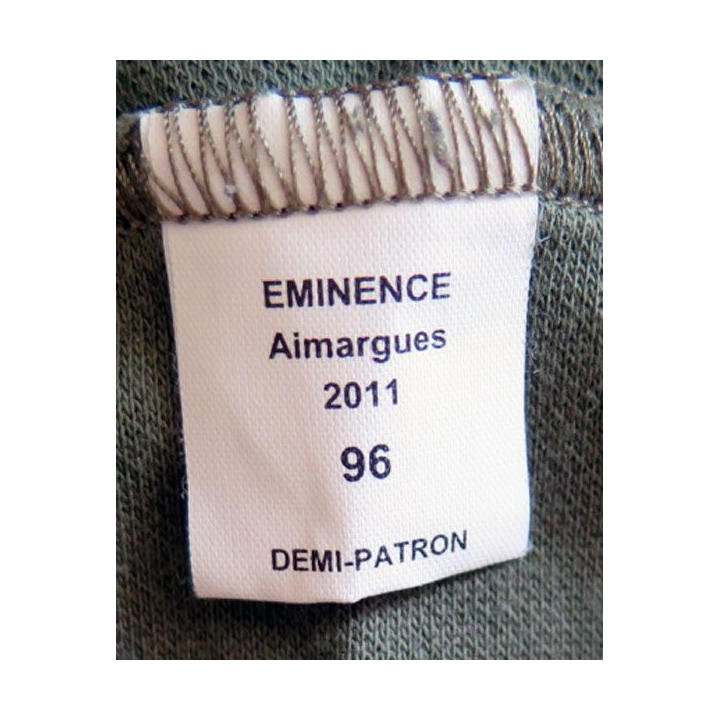 EMINENCE
Aimargues
2011
96
DEMI-PATRON